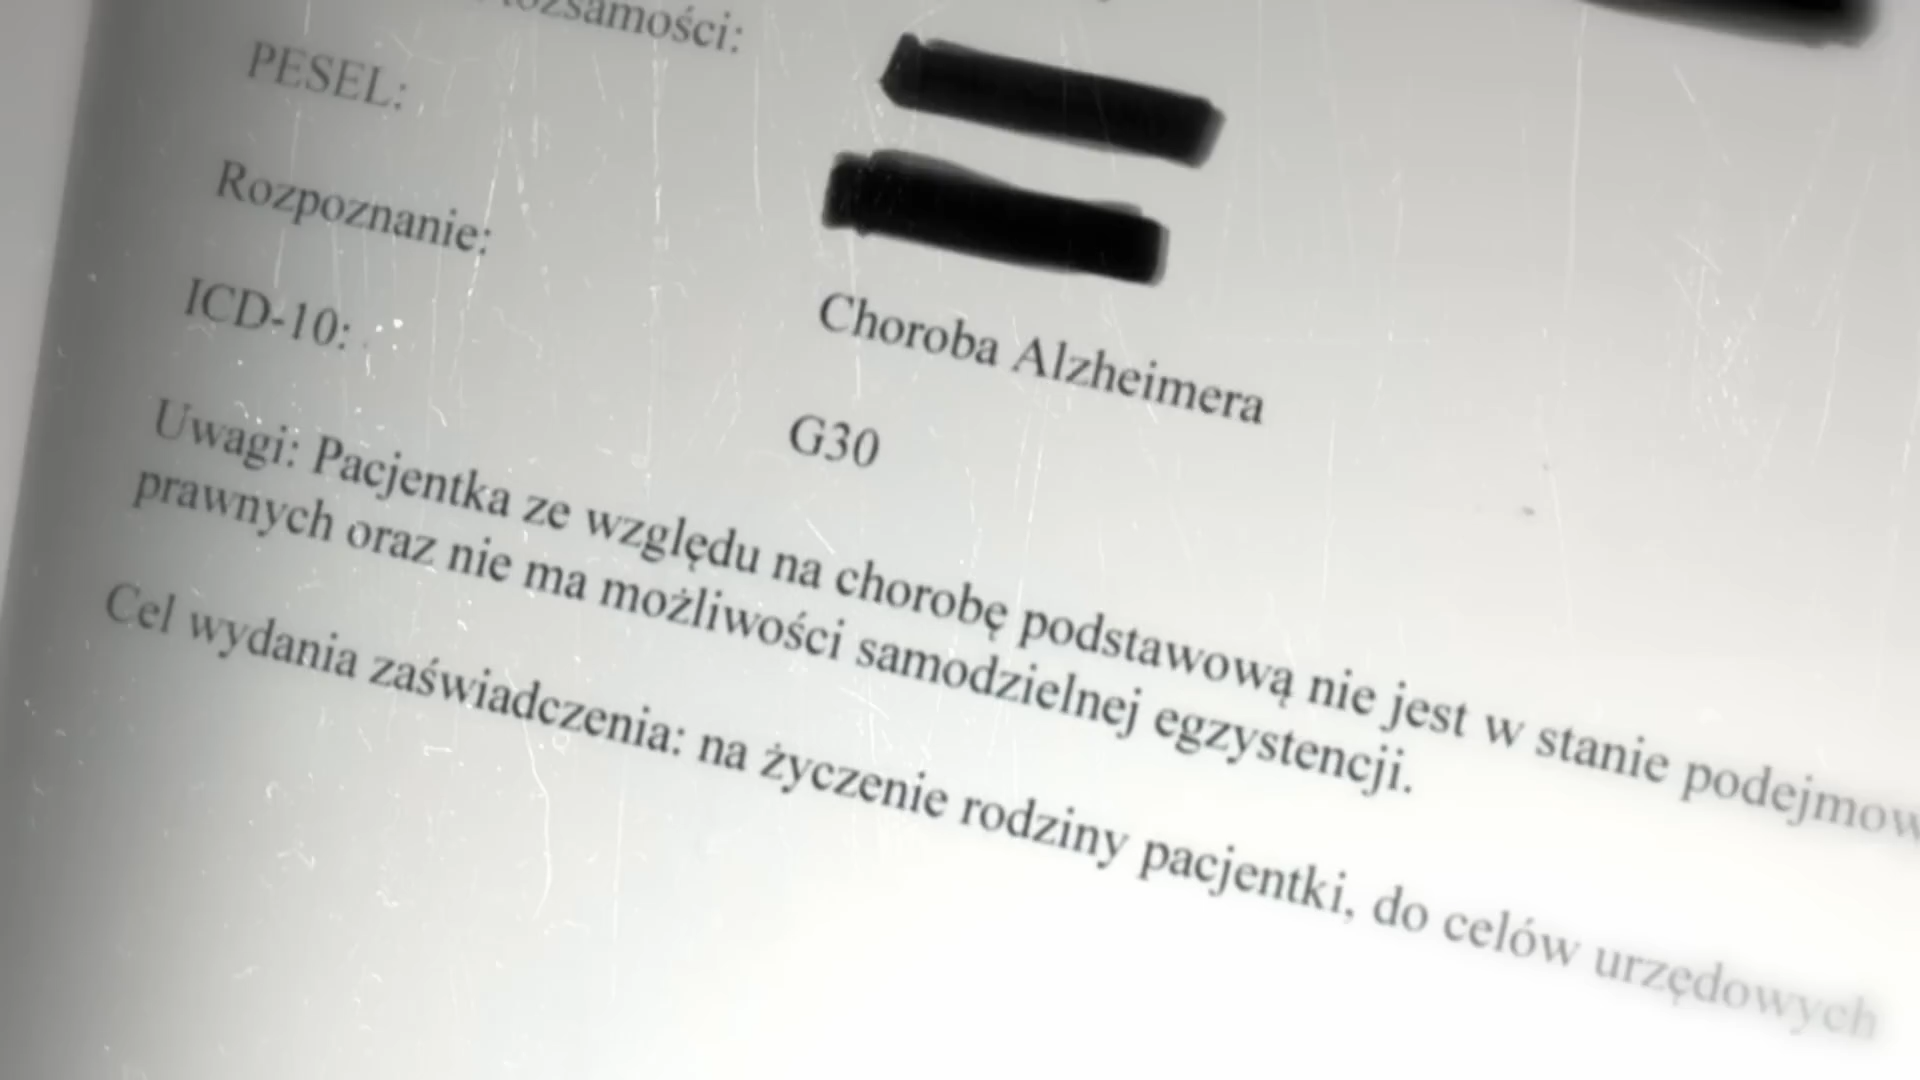 PESEL:
Rozpoznanie:
Choroba Alzheimera
ICD-10:
G30
Uwagi: Pacjentka ze względu na chorobę podstawową nie jest w stanie
prawnych oraz nie ma możliwości samodzielnej egzystencji.
Cel wydania zaświadczenia: na życzenie rodziny pacjentki, do celów urzędowych